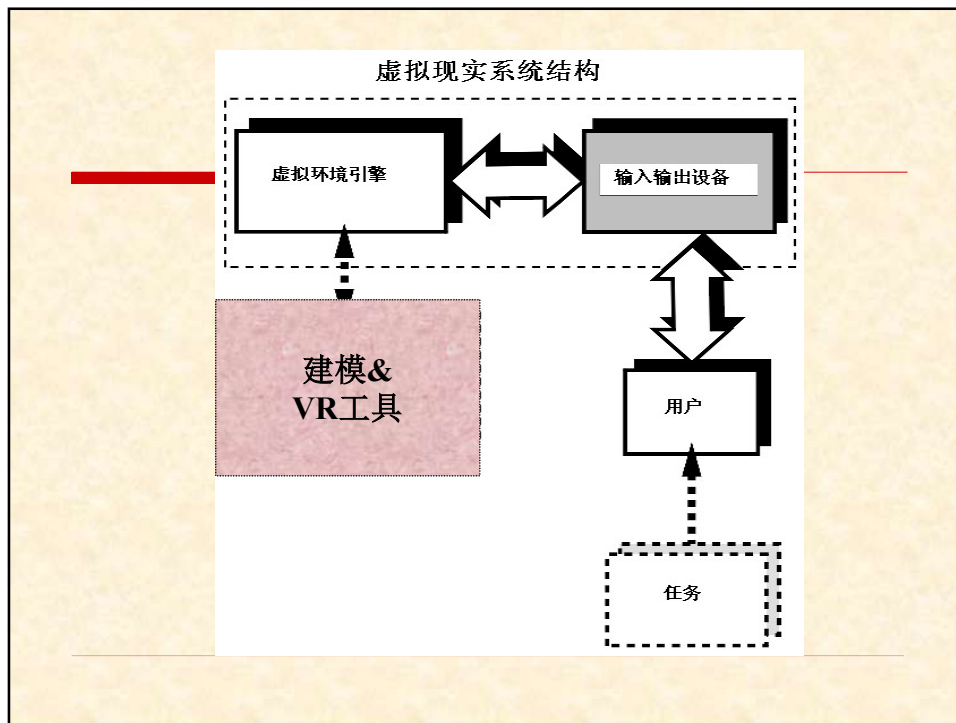 虚拟现实系统结构
虚拟环境引擎
输入输出设备
建模&
VR工具
用户
任务